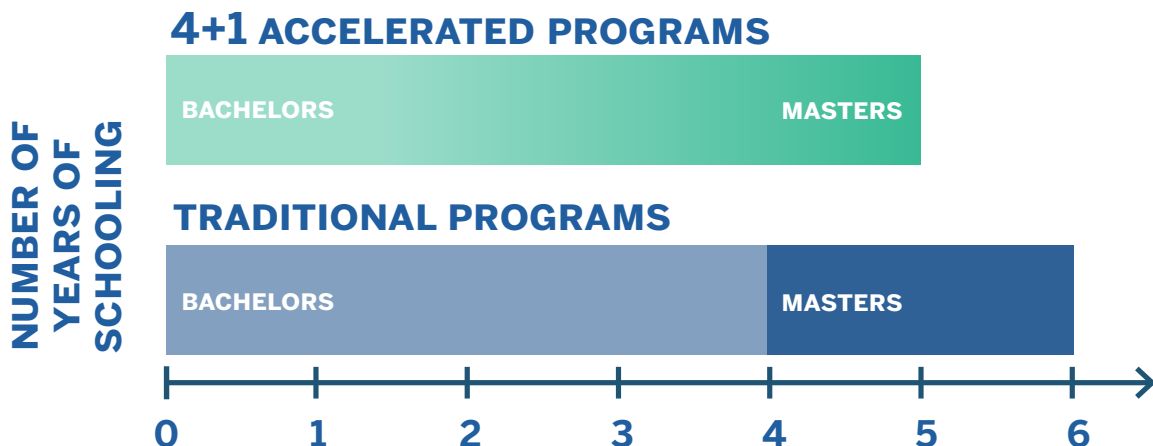 4+1 ACCELERATED PROGRAMS
BACHELORS
MASTERS
NUMBER OF
YEARS OF
SCHOOLING
TRADITIONAL PROGRAMS
BACHELORS
MASTERS
0 1 2 3 4 5 6